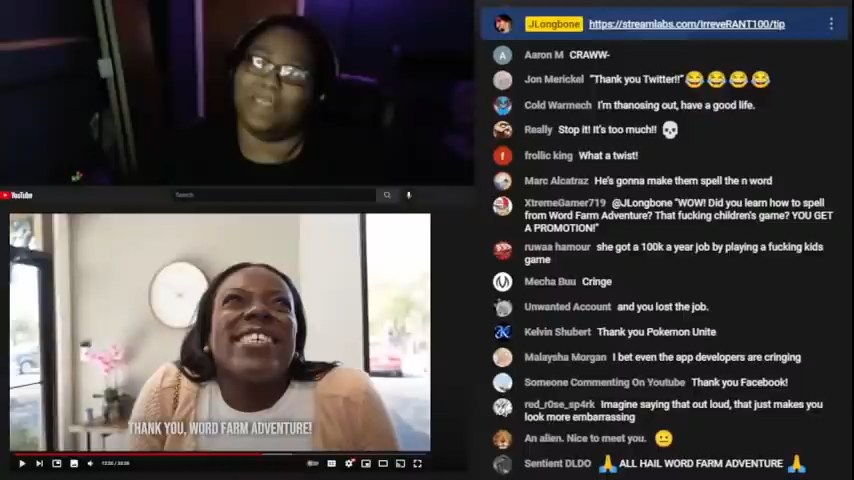 JLongbone https://streamlabs.com/IrreveRANT100/tip
Aaron M CRAWW-
Jon Merickel "Thank you Twitter!!" 😂😂😂😂
Cold Warmech I'm thanosing out, have a good life.
Really Stop it! It's too much!! 💀
frollic king What a twist!
Marc Alcatraz He's gonna make them spell the n word
XtremeGamer719 @JLongbone "WOW! Did you learn how to spell
from Word Farm Adventure? That fucking children's game? YOU GET
A PROMOTION!"
ruwaa hamour she got a 100k a year job by playing a fucking kids
game
Mecha Buu Cringe
Unwanted Account and you lost the job.
Kelvin Shubert Thank you Pokemon Unite
Malaysha Morgan I bet even the app developers are cringing
Someone Commenting On Youtube Thank you Facebook!
red_r0se_sp4rk Imagine saying that out loud, that just makes you
look more embarrassing
An alien. Nice to meet you. 😐
Sentient DLDO 🙏 ALL HAIL WORD FARM ADVENTURE 🙏
YouTube
Search
THANK YOU, WORD FARM ADVENTURE!